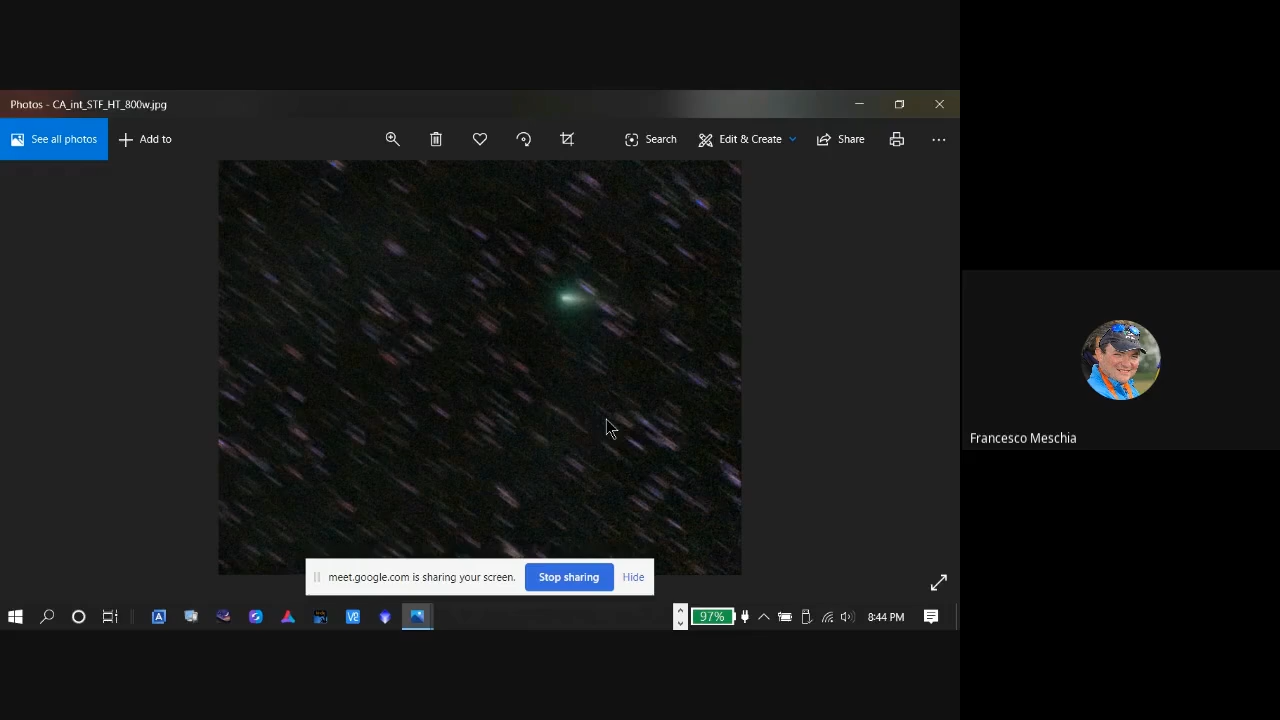 Photos - CA_int_STF_HT_800w.jpg
See all photos
Add to
Search
Edit & Create
Share
Francesco Meschia
meet.google.com is sharing your screen.
Stop sharing
Hide
97%
8:44 PM